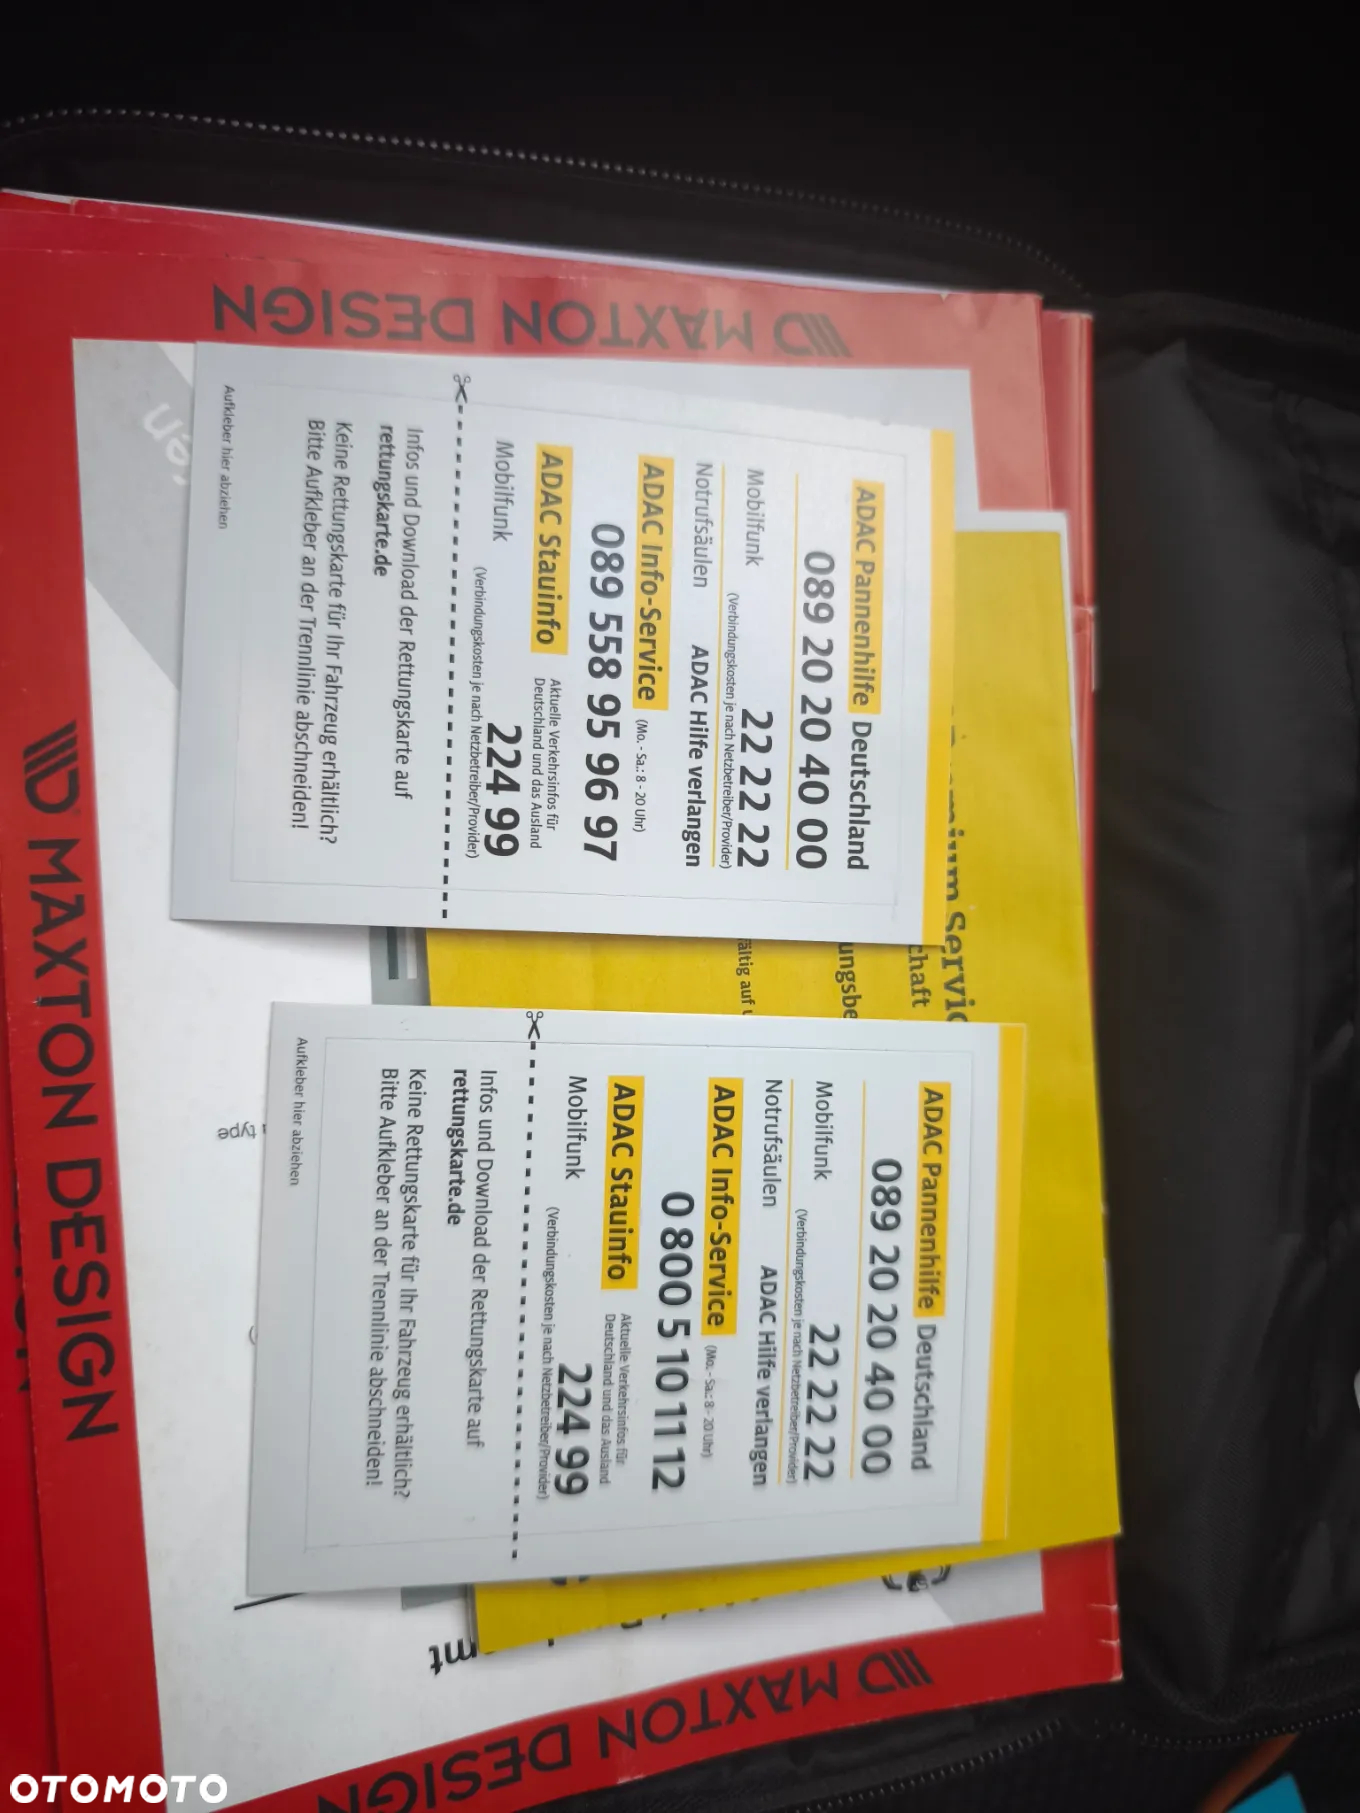 MAXTON DESIGN
ADAC Pannenhilfe Deutschland
089 20 20 40 00
Mobilfunk 22 22 22
(Verbindungskosten je nach Netzbetreiber/Provider)
Notrufsäulen ADAC Hilfe verlangen
ADAC Info-Service (Mo. - Sa.: 8 - 20 Uhr)
089 558 95 96 97
ADAC Stauinfo Aktuelle Verkehrsinfos für
Deutschland und das Ausland
Mobilfunk 224 99
(Verbindungskosten je nach Netzbetreiber/Provider)
Infos und Download der Rettungskarte auf
rettungskarte.de
Keine Rettungskarte für Ihr Fahrzeug erhältlich?
Bitte Aufkleber an der Trennlinie abschneiden!
Aufkleber hier abziehen
ADAC Pannenhilfe Deutschland
089 20 20 40 00
Mobilfunk 22 22 22
(Verbindungskosten je nach Netzbetreiber/Provider)
Notrufsäulen ADAC Hilfe verlangen
ADAC Info-Service (Mo. - Sa.: 8 - 20 Uhr)
0 800 5 10 11 12
ADAC Stauinfo Aktuelle Verkehrsinfos für
Deutschland und das Ausland
Mobilfunk 224 99
(Verbindungskosten je nach Netzbetreiber/Provider)
Infos und Download der Rettungskarte auf
rettungskarte.de
Keine Rettungskarte für Ihr Fahrzeug erhältlich?
Bitte Aufkleber an der Trennlinie abschneiden!
Aufkleber hier abziehen
chaft
ungsbe
ältig auf
type
MAXTON DESIGN
MAXTON DESIGN
mt
OTOMOTO